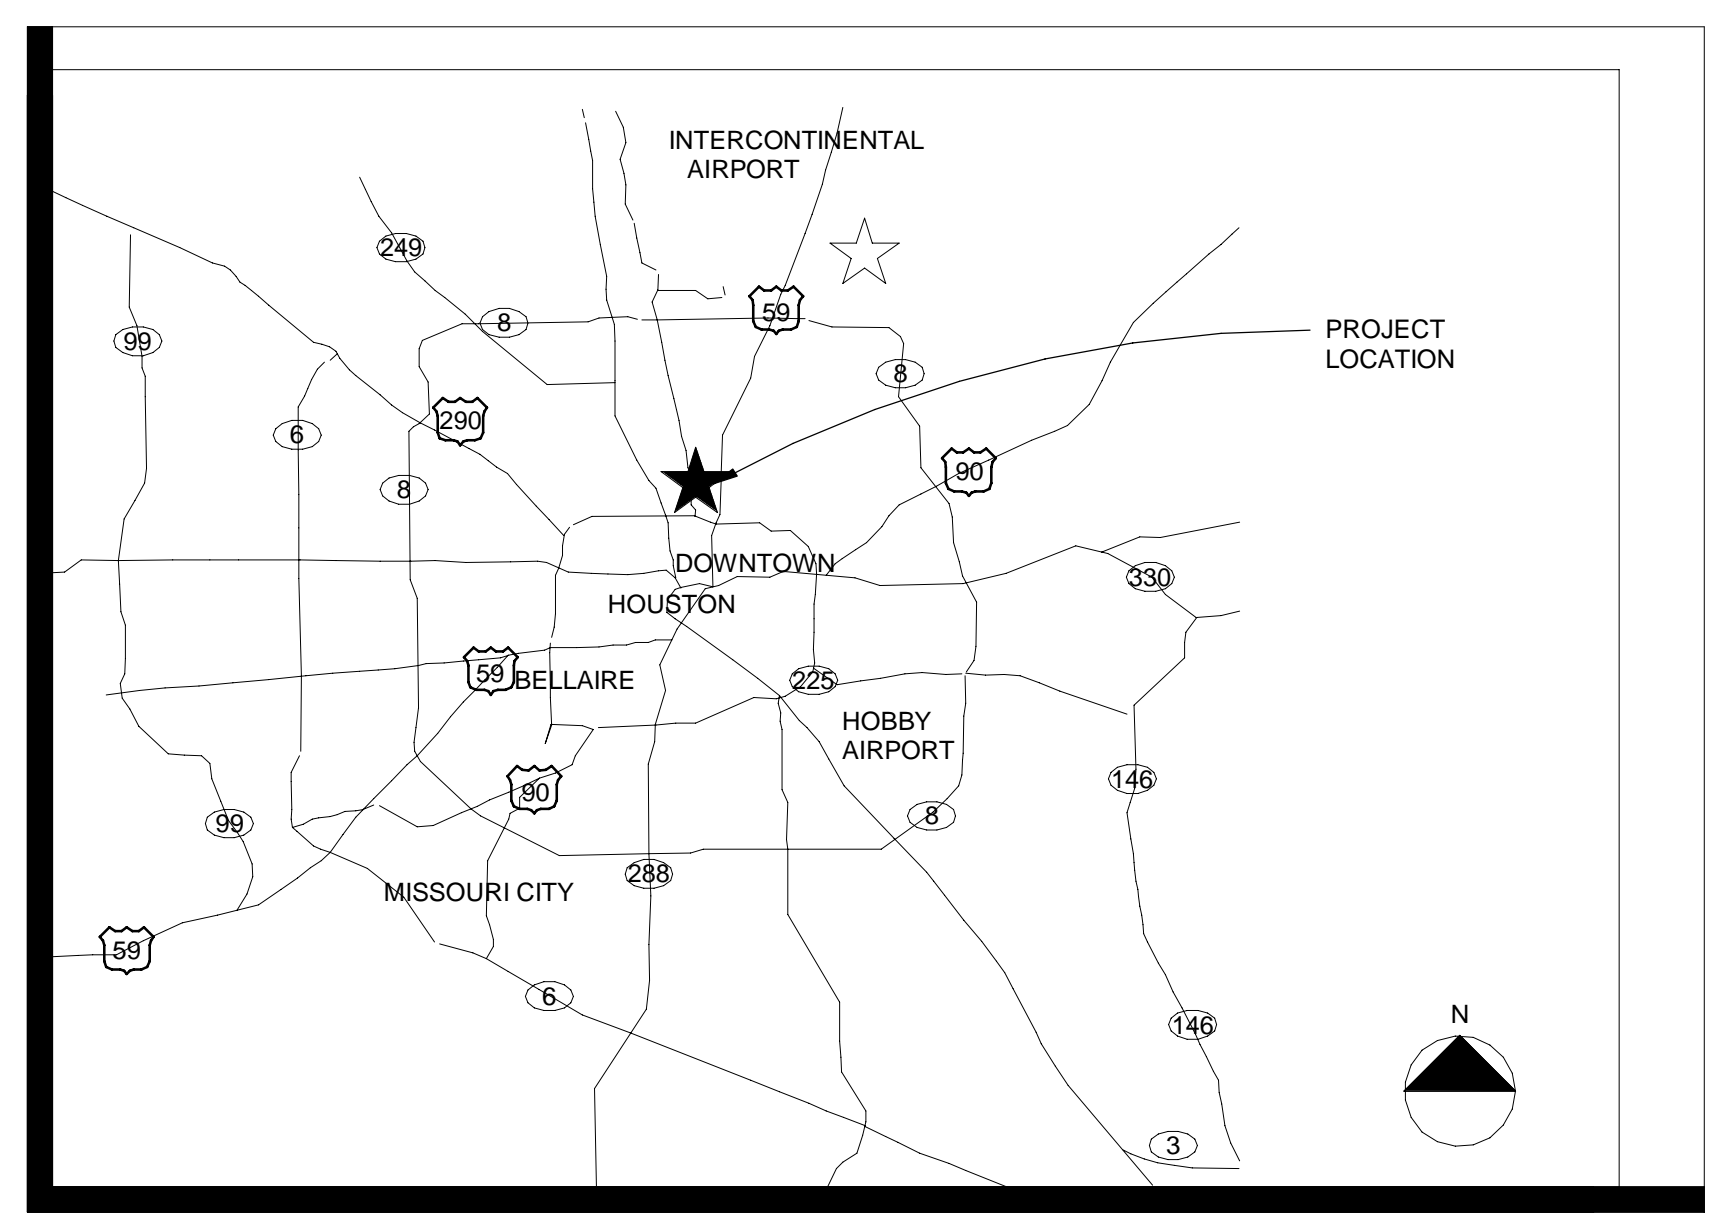 INTERCONTINENTAL
AIRPORT
249
59
8
PROJECT
LOCATION
99
8
290
6
90
8
DOWNTOWN
330
HOUSTON
59
BELLAIRE
225
HOBBY
AIRPORT
146
90
8
99
288
MISSOURI CITY
59
6
N
146
3